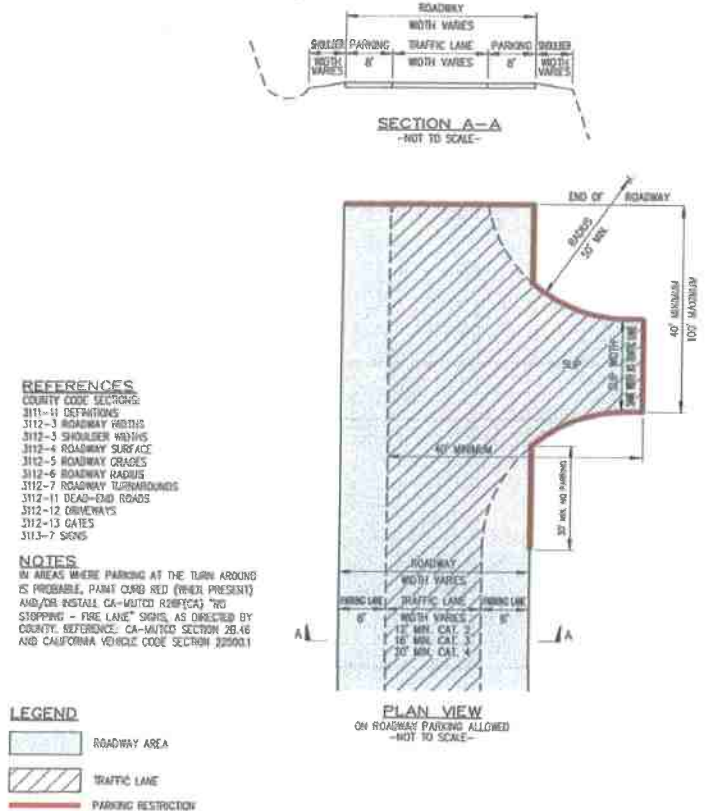 ROADWAY
WIDTH VARIES
SHOULDER PARKING TRAFFIC LANE PARKING SHOULDER
WIDTH VARIES 8' WIDTH VARIES 8' WIDTH VARIES
SECTION A-A
-NOT TO SCALE-
END OF ROADWAY
RADIUS
50' MIN.
40' MINIMUM
100' MINIMUM
SLIP
SLIP WIDTH
SAME WIDTH AS TRAFFIC LANE
40' MINIMUM
30' MIN. NO PARKING
REFERENCES
COUNTY CODE SECTIONS:
3111-11 DEFINITIONS
3112-3 ROADWAY WIDTHS
3112-3 SHOULDER WIDTHS
3112-4 ROADWAY SURFACE
3112-5 ROADWAY GRADES
3112-6 ROADWAY RADIUS
3112-7 ROADWAY TURNAROUNDS
3112-11 DEAD-END ROADS
3112-12 DRIVEWAYS
3112-13 GATES
3113-7 SIGNS
NOTES
IN AREAS WHERE PARKING AT THE TURN AROUND
IS PROBABLE, PAINT CURB RED (WHEN PRESENT)
AND/OR INSTALL CA-MUTCD R26F(CA) "NO
STOPPING - FIRE LANE" SIGNS, AS DIRECTED BY
COUNTY. REFERENCE: CA-MUTCD SECTION 2B.46
AND CALIFORNIA VEHICLE CODE SECTION 22500.1
ROADWAY
WIDTH VARIES
PARKING LANE TRAFFIC LANE PARKING LANE
8' WIDTH VARIES 8'
12' MIN. CAT. 2
16' MIN. CAT. 3
20' MIN. CAT. 4
A A
PLAN VIEW
ON ROADWAY PARKING ALLOWED
-NOT TO SCALE-
LEGEND
ROADWAY AREA
TRAFFIC LANE
PARKING RESTRICTION